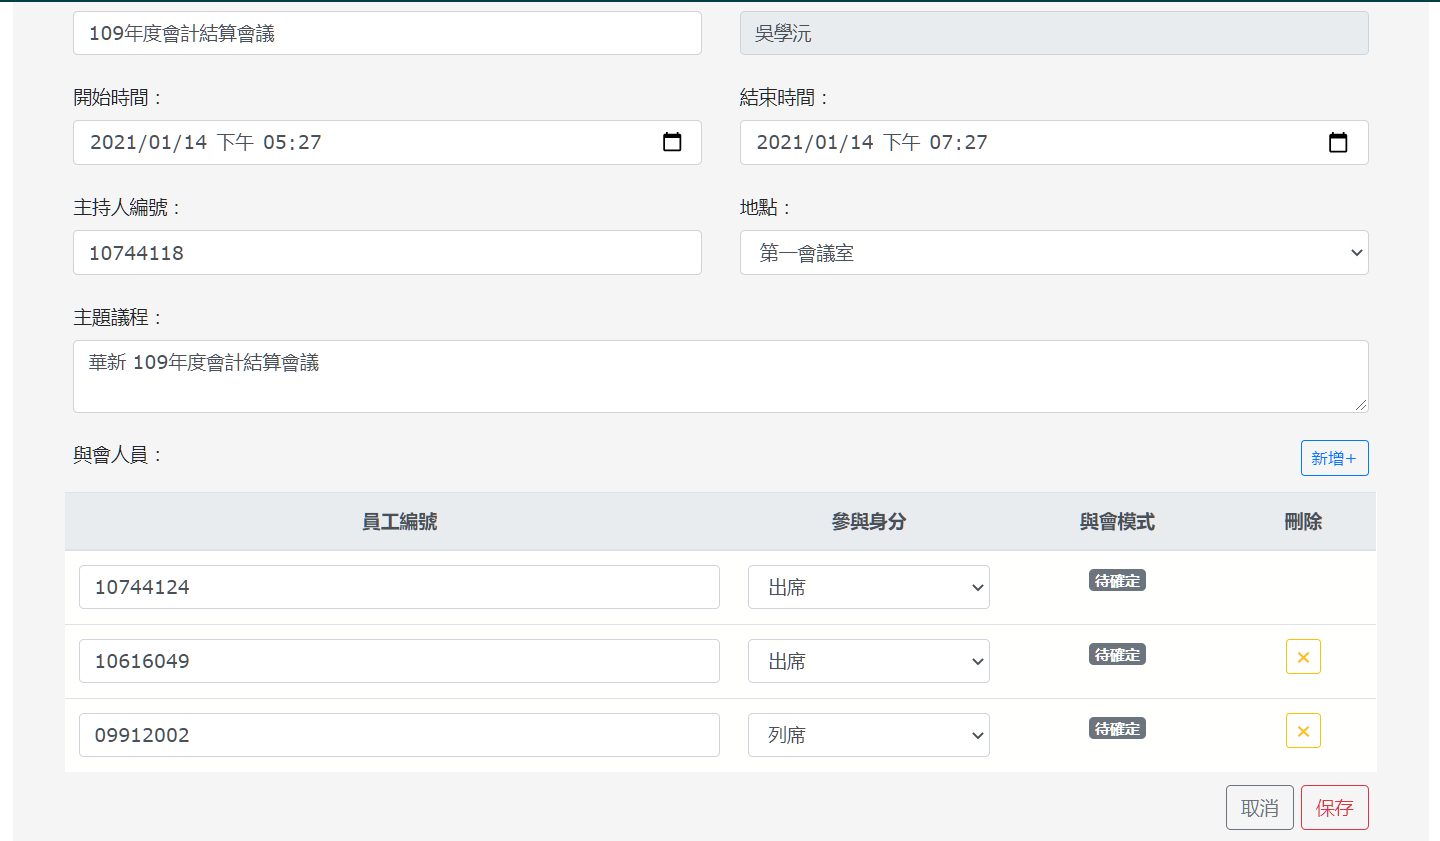 109年度會計結算會議
吳學沅
開始時間：
結束時間：
2021/01/14 下午 05:27
2021/01/14 下午 07:27
主持人編號：
地點：
10744118
第一會議室
主題議程：
華新 109年度會計結算會議
與會人員：
新增+
員工編號 參與身分 與會模式 刪除
10744124 出席 待確定
10616049 出席 待確定 ×
09912002 列席 待確定 ×
取消 保存